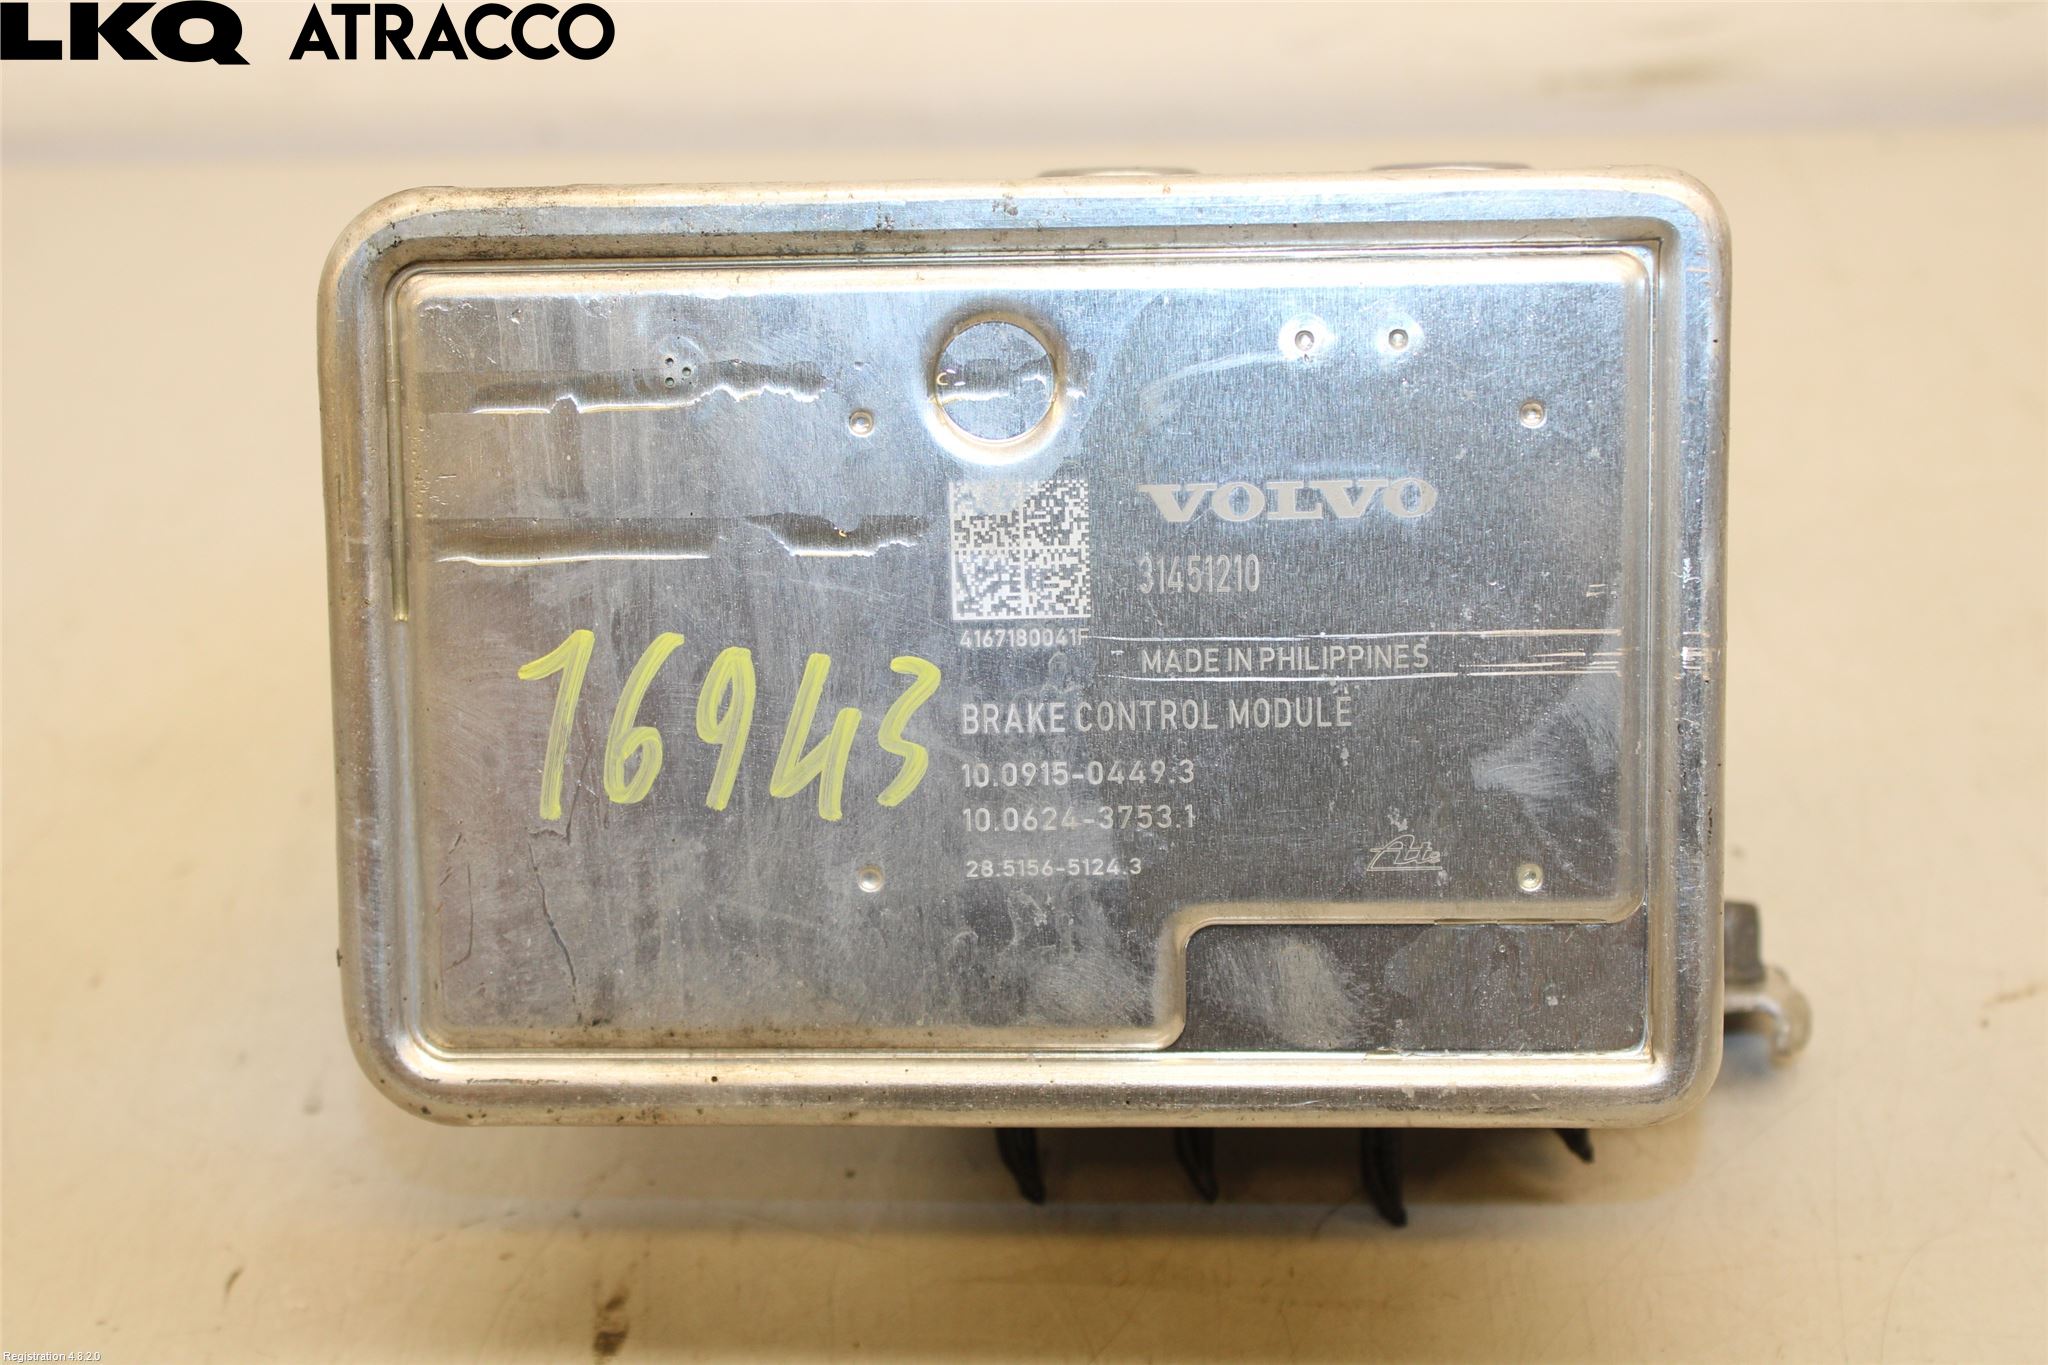 LKQ ATRACCO
VOLVO
31451210
4167180041F
MADE IN PHILIPPINES
16943
BRAKE CONTROL MODULE
10.0915-0449.3
10.0624-3753.1
Ate
28.5156-5124.3
Registration 4.8.2.0